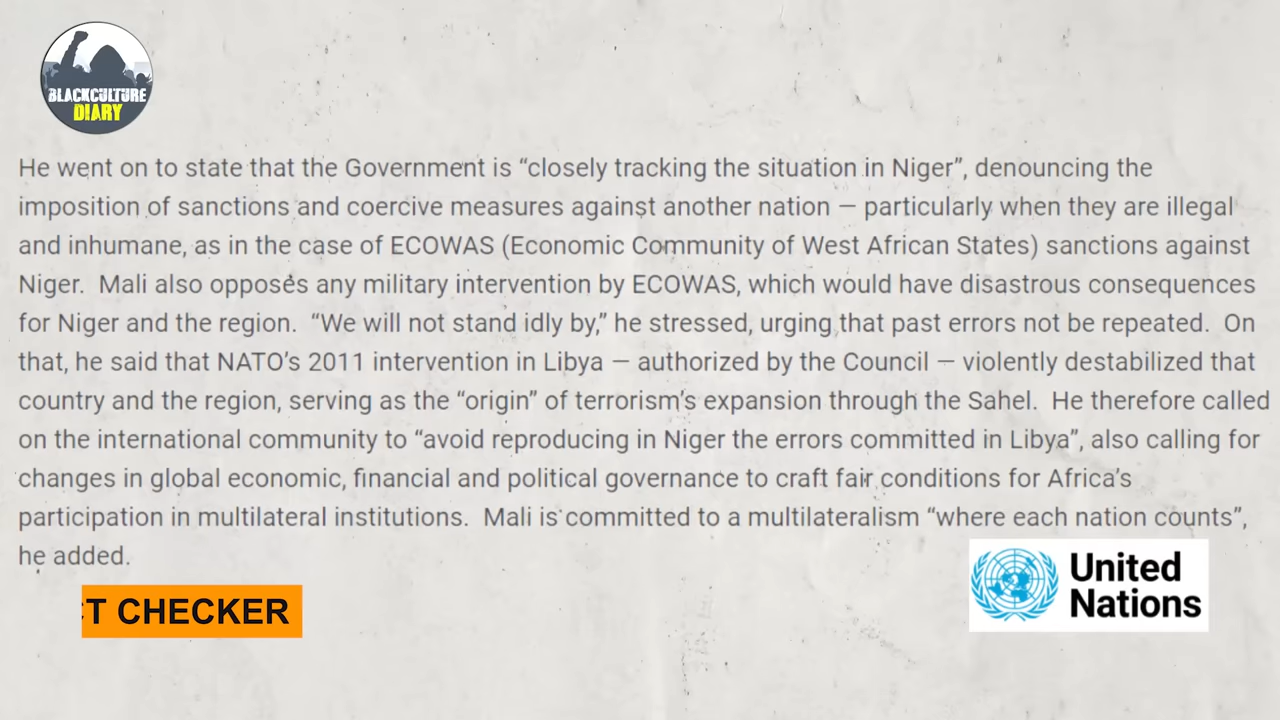 BLACKCULTURE
DIARY
He went on to state that the Government is “closely tracking the situation in Niger”, denouncing the
imposition of sanctions and coercive measures against another nation — particularly when they are illegal
and inhumane, as in the case of ECOWAS (Economic Community of West African States) sanctions against
Niger.  Mali also opposes any military intervention by ECOWAS, which would have disastrous consequences
for Niger and the region.  “We will not stand idly by,” he stressed, urging that past errors not be repeated.  On
that, he said that NATO’s 2011 intervention in Libya — authorized by the Council — violently destabilized that
country and the region, serving as the “origin” of terrorism’s expansion through the Sahel.  He therefore called
on the international community to “avoid reproducing in Niger the errors committed in Libya”, also calling for
changes in global economic, financial and political governance to craft fair conditions for Africa’s
participation in multilateral institutions.  Mali is committed to a multilateralism “where each nation counts”,
he added.
T CHECKER
United
Nations